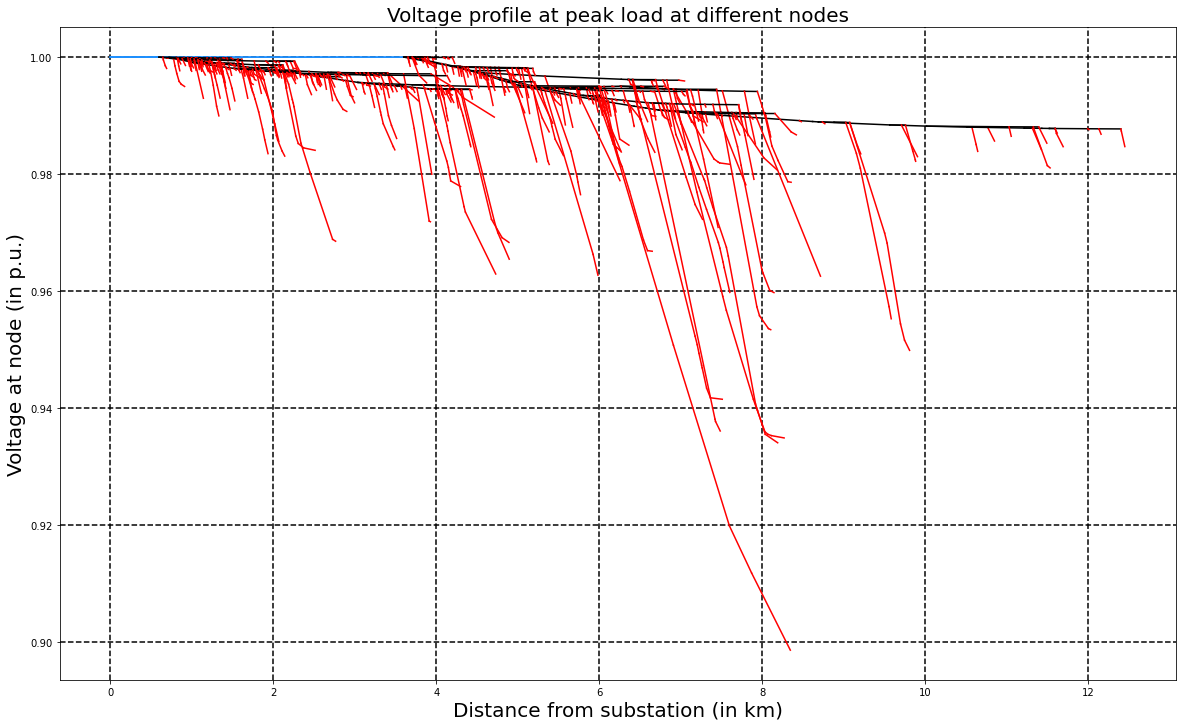 Voltage profile at peak load at different nodes
Voltage at node (in p.u.)
1.00
0.98
0.96
0.94
0.92
0.90
0 2 4 6 8 10 12
Distance from substation (in km)